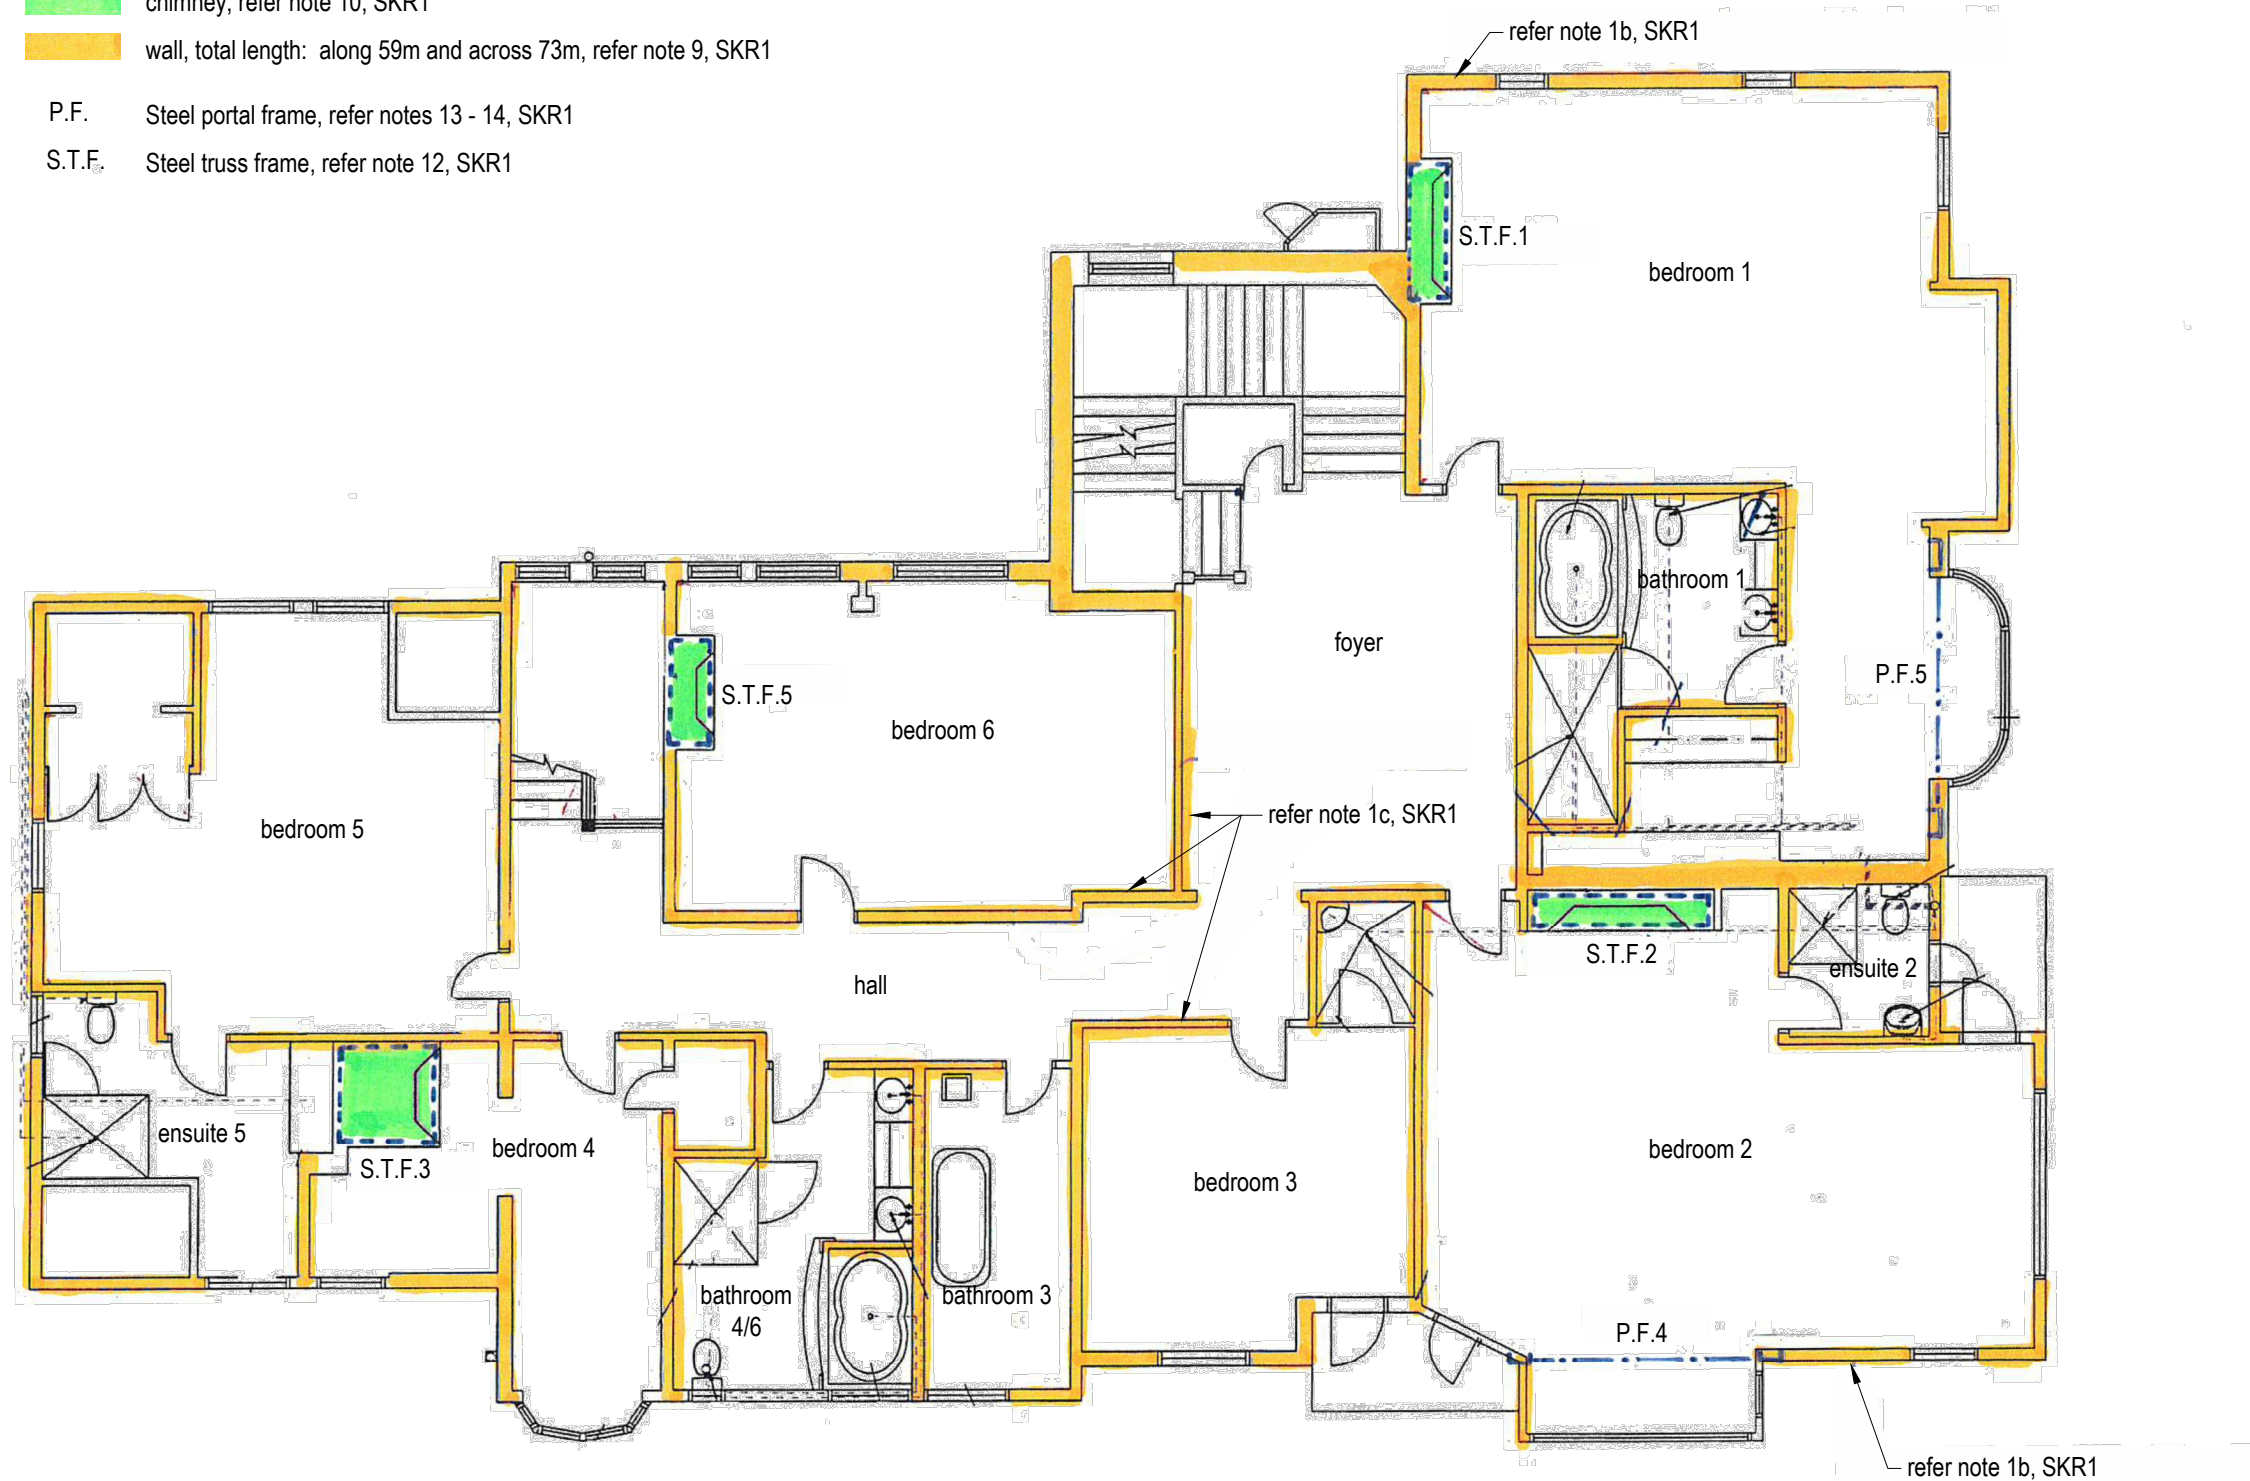 chimney, refer note 10, SKR1
wall, total length: along 59m and across 73m, refer note 9, SKR1
P.F. Steel portal frame, refer notes 13 - 14, SKR1
S.T.F. Steel truss frame, refer note 12, SKR1
refer note 1b, SKR1
S.T.F.1
bedroom 1
bathroom 1
foyer
P.F.5
S.T.F.5
bedroom 6
refer note 1c, SKR1
bedroom 5
S.T.F.2
ensuite 2
hall
ensuite 5
bedroom 4
S.T.F.3
bedroom 2
bedroom 3
bathroom
4/6
bathroom 3
P.F.4
refer note 1b, SKR1